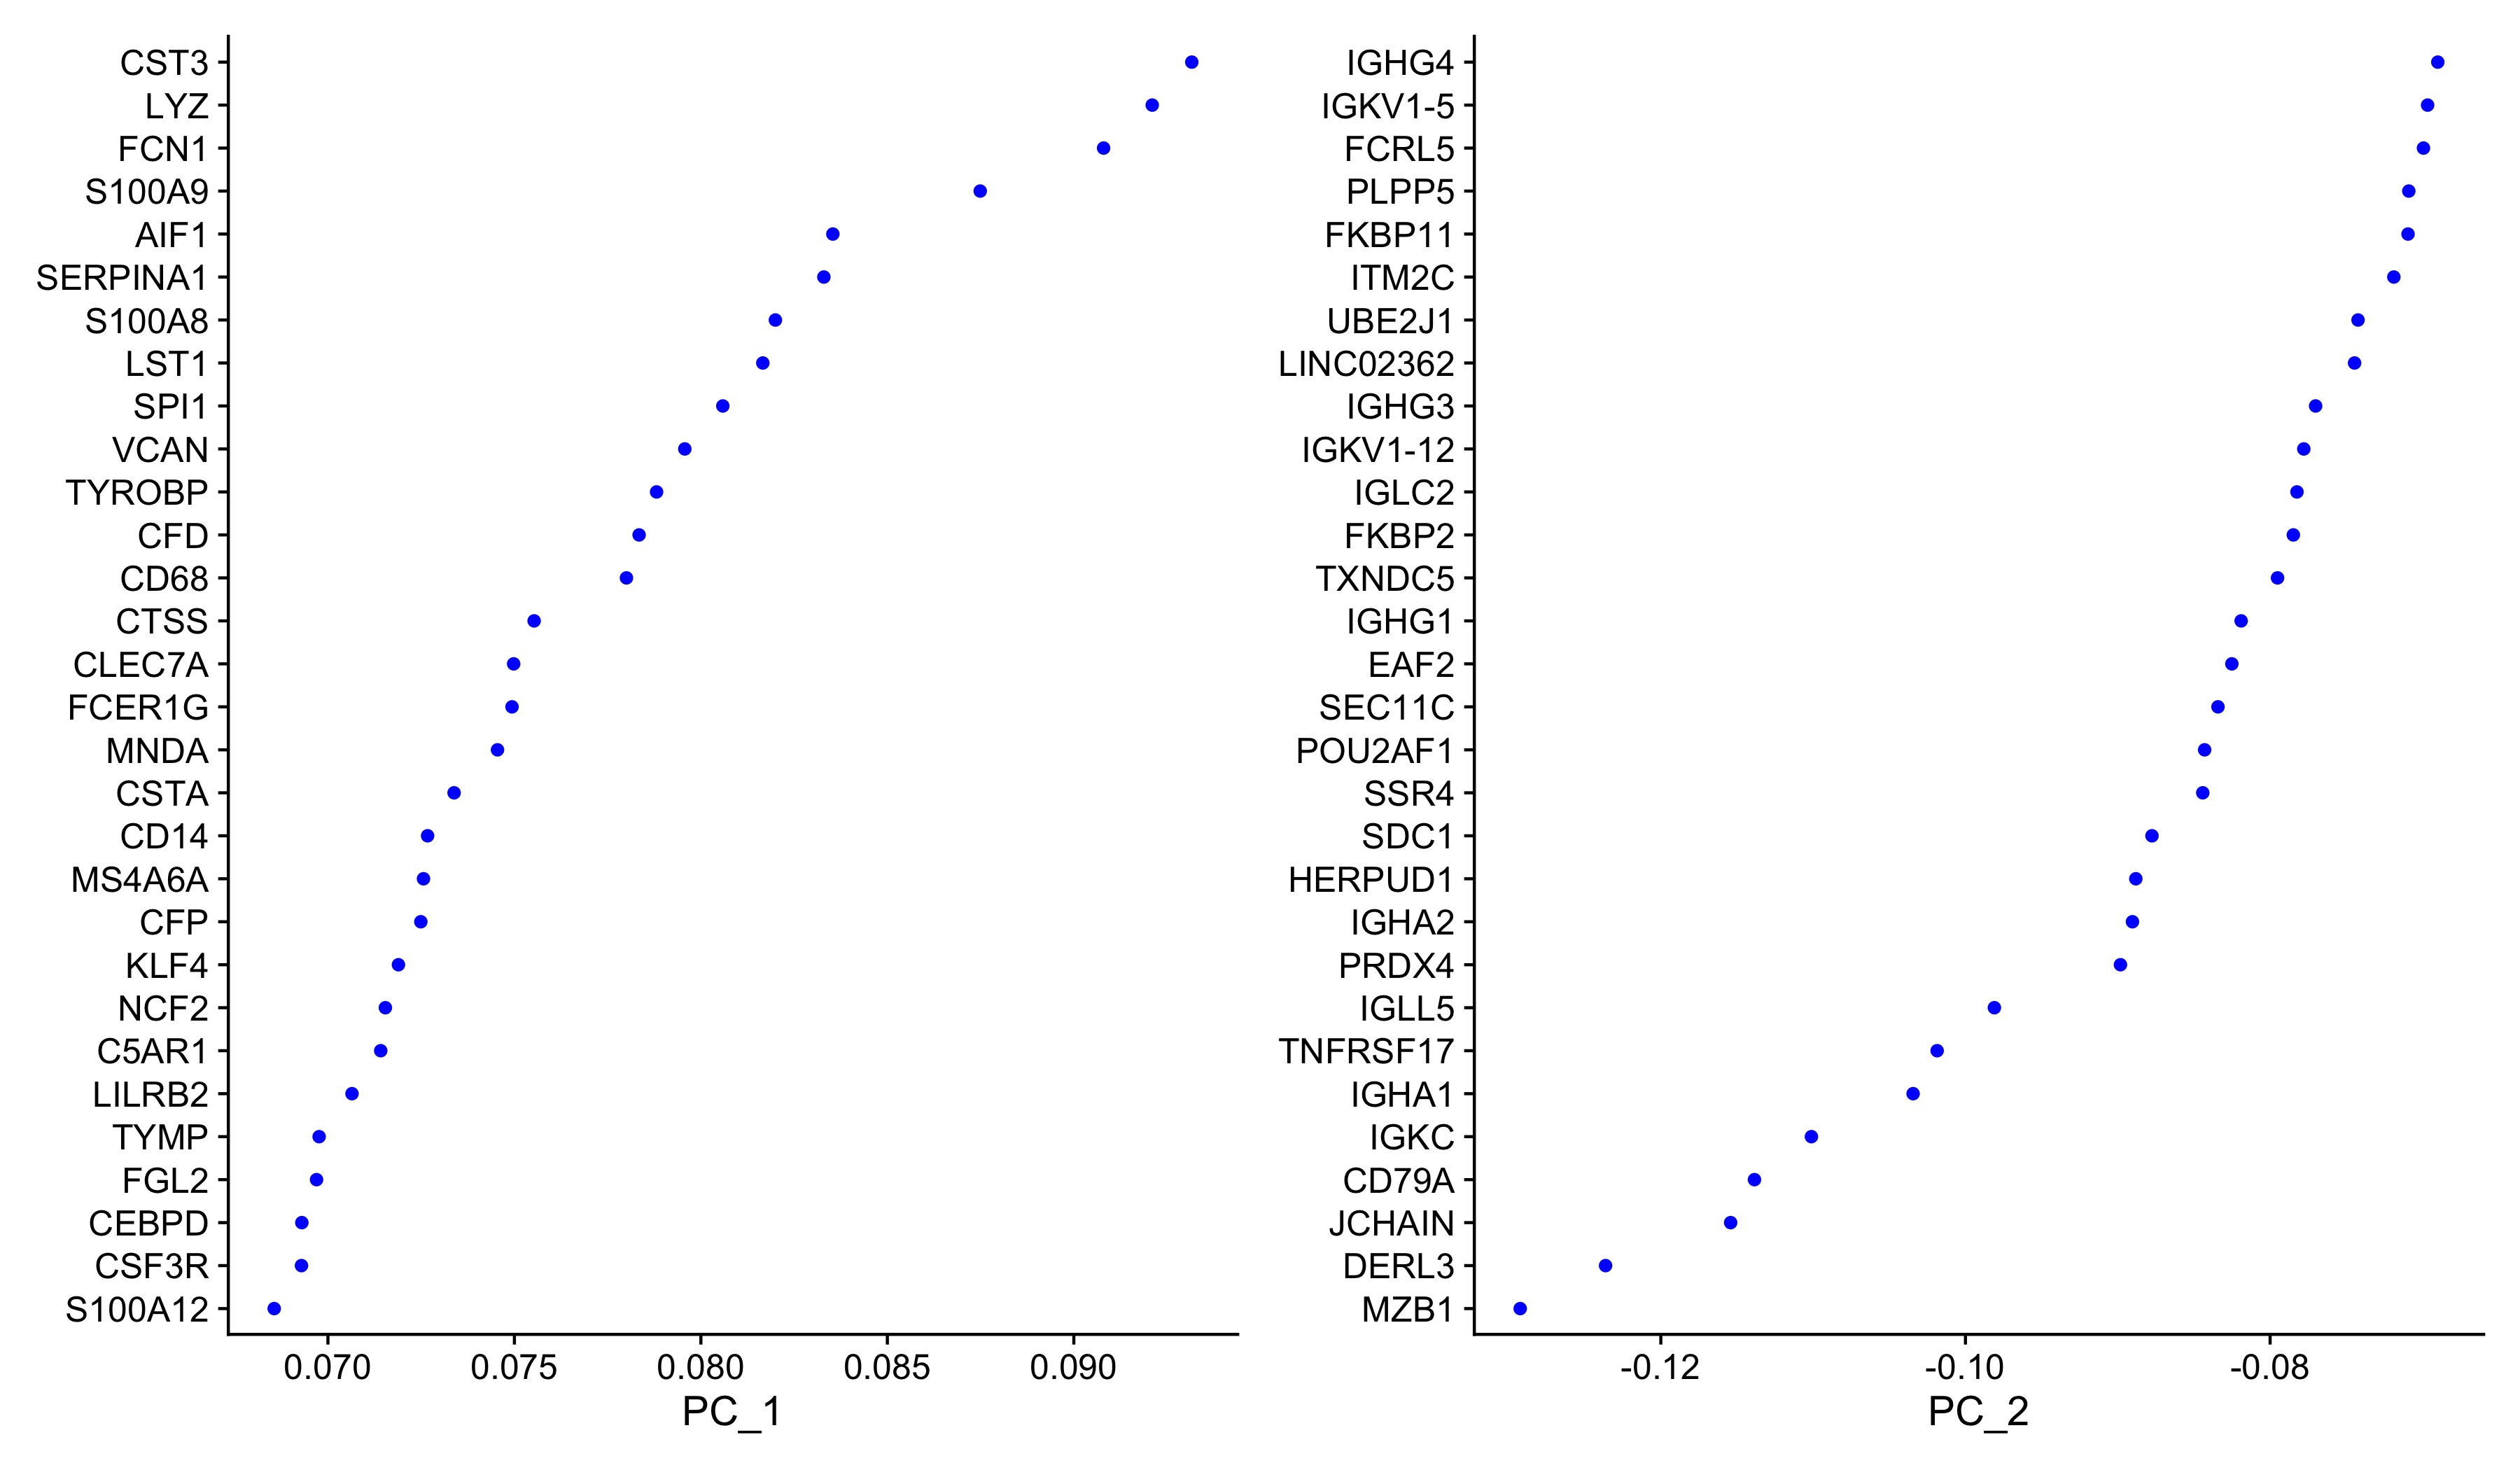 CST3
LYZ
FCN1
S100A9
AIF1
SERPINA1
S100A8
LST1
SPI1
VCAN
TYROBP
CFD
CD68
CTSS
CLEC7A
FCER1G
MNDA
CSTA
CD14
MS4A6A
CFP
KLF4
NCF2
C5AR1
LILRB2
TYMP
FGL2
CEBPD
CSF3R
S100A12
0.070 0.075 0.080 0.085 0.090
PC_1
IGHG4
IGKV1-5
FCRL5
PLPP5
FKBP11
ITM2C
UBE2J1
LINC02362
IGHG3
IGKV1-12
IGLC2
FKBP2
TXNDC5
IGHG1
EAF2
SEC11C
POU2AF1
SSR4
SDC1
HERPUD1
IGHA2
PRDX4
IGLL5
TNFRSF17
IGHA1
IGKC
CD79A
JCHAIN
DERL3
MZB1
-0.12 -0.10 -0.08
PC_2